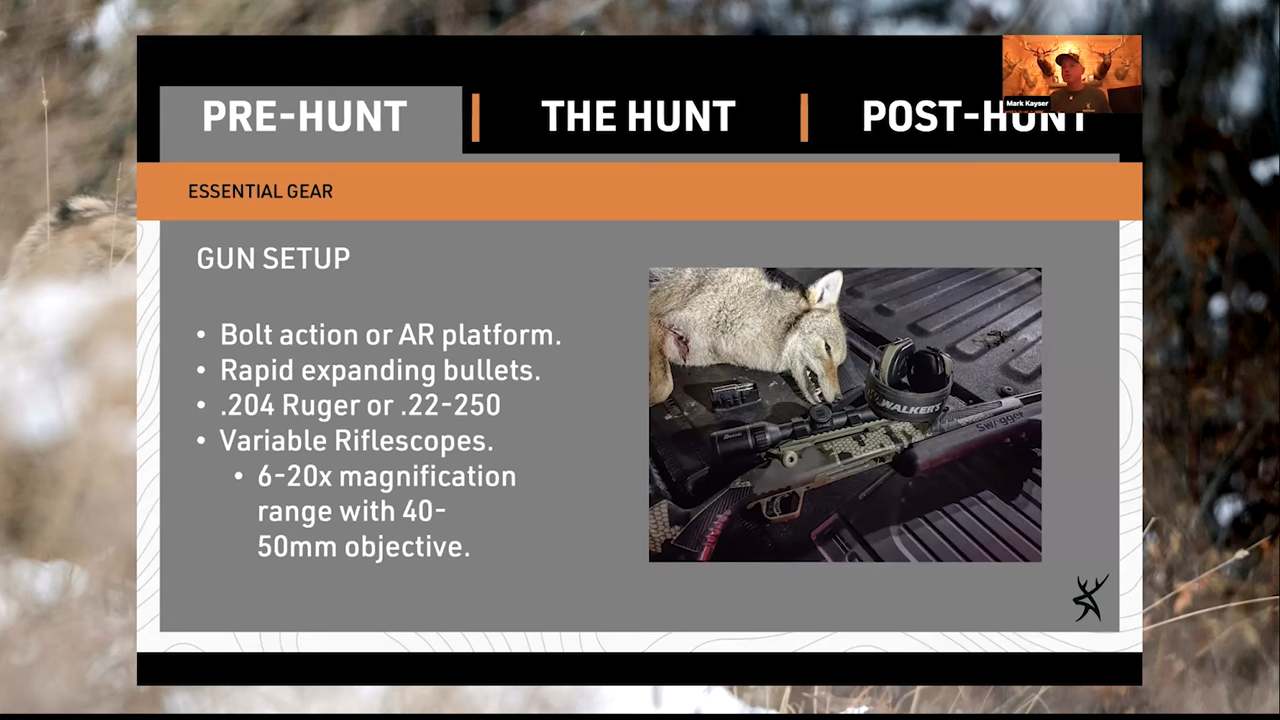 Mark Kayser
PRE-HUNT
THE HUNT
POST-HUNT
ESSENTIAL GEAR
GUN SETUP
• Bolt action or AR platform.
• Rapid expanding bullets.
• .204 Ruger or .22-250
• Variable Riflescopes.
• 6-20x magnification
range with 40-
50mm objective.
WALKER'S
Swagger